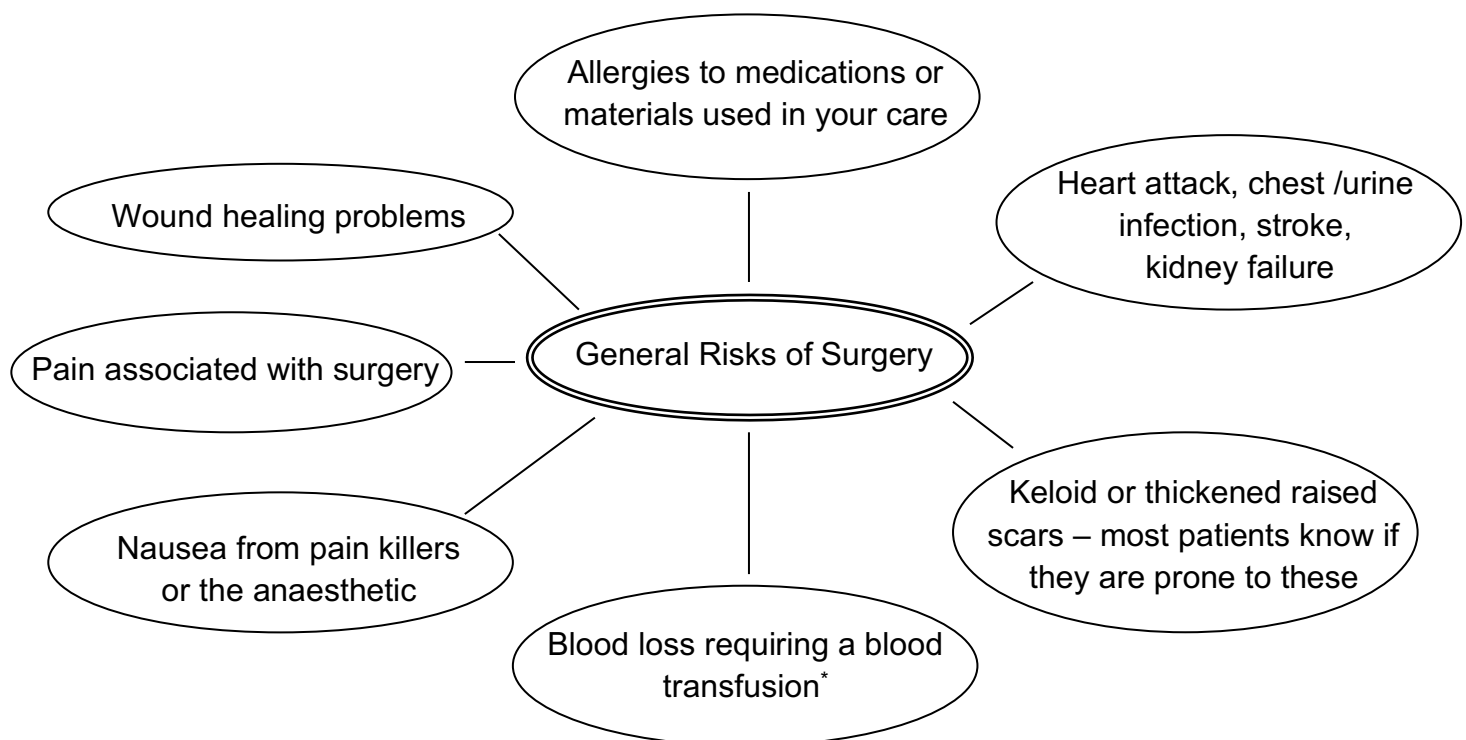 Allergies to medications or
materials used in your care
Heart attack, chest /urine
infection, stroke,
kidney failure
Wound healing problems
General Risks of Surgery
Pain associated with surgery
Keloid or thickened raised
scars – most patients know if
they are prone to these
Nausea from pain killers
or the anaesthetic
Blood loss requiring a blood
transfusion*